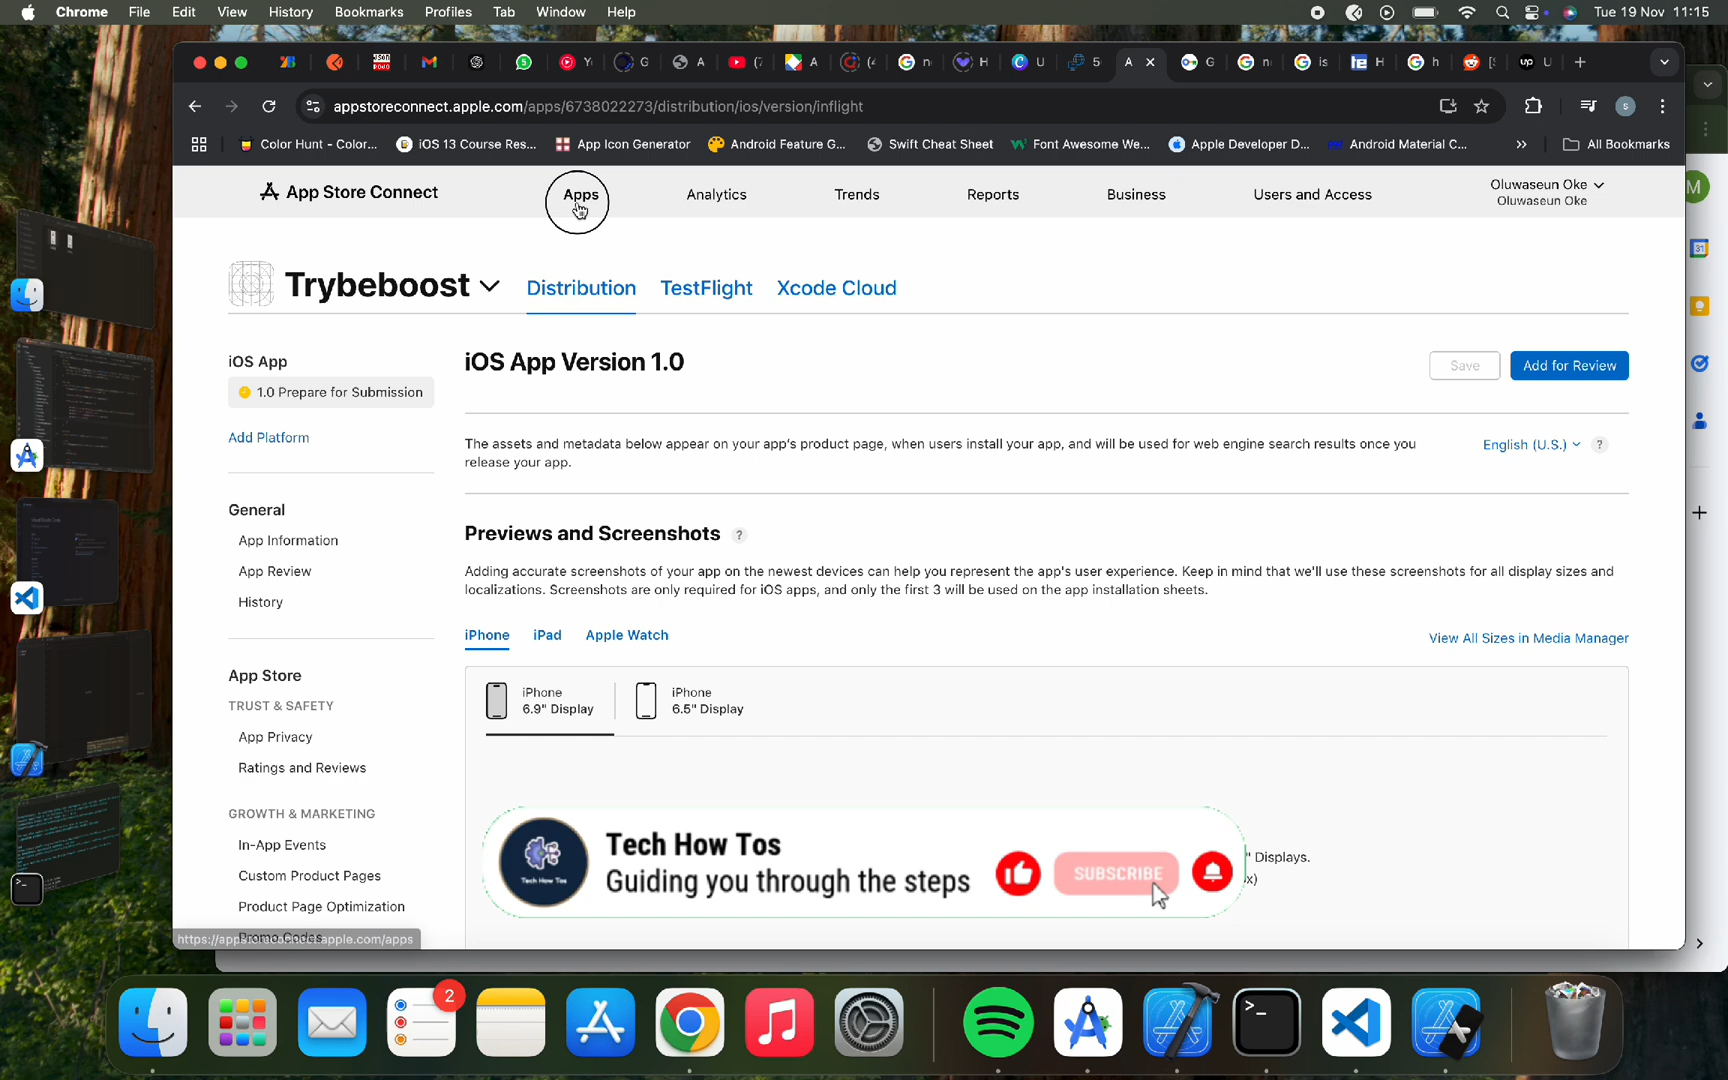 Chrome File Edit View History Bookmarks Profiles Tab Window Help Tue 19 Nov 11:15
appstoreconnect.apple.com/apps/6738022273/distribution/ios/version/inflight
Color Hunt - Color... iOS 13 Course Res... App Icon Generator Android Feature G... Swift Cheat Sheet Font Awesome We... Apple Developer D... Android Material C... » All Bookmarks
App Store Connect Apps Analytics Trends Reports Business Users and Access Oluwaseun Oke
Oluwaseun Oke
Trybeboost Distribution TestFlight Xcode Cloud
iOS App
1.0 Prepare for Submission
Add Platform
General
App Information
App Review
History
App Store
TRUST & SAFETY
App Privacy
Ratings and Reviews
GROWTH & MARKETING
In-App Events
Custom Product Pages
Product Page Optimization
Promo Codes
https://appstoreconnect.apple.com/apps
iOS App Version 1.0
Save Add for Review
The assets and metadata below appear on your app's product page, when users install your app, and will be used for web engine search results once you
release your app.
English (U.S.) ?
Previews and Screenshots ?
Adding accurate screenshots of your app on the newest devices can help you represent the app's user experience. Keep in mind that we'll use these screenshots for all display sizes and
localizations. Screenshots are only required for iOS apps, and only the first 3 will be used on the app installation sheets.
iPhone iPad Apple Watch View All Sizes in Media Manager
iPhone
6.9" Display
iPhone
6.5" Display
" Displays.
x)
Tech How Tos
Guiding you through the steps
SUBSCRIBE
Tech How Tos
2